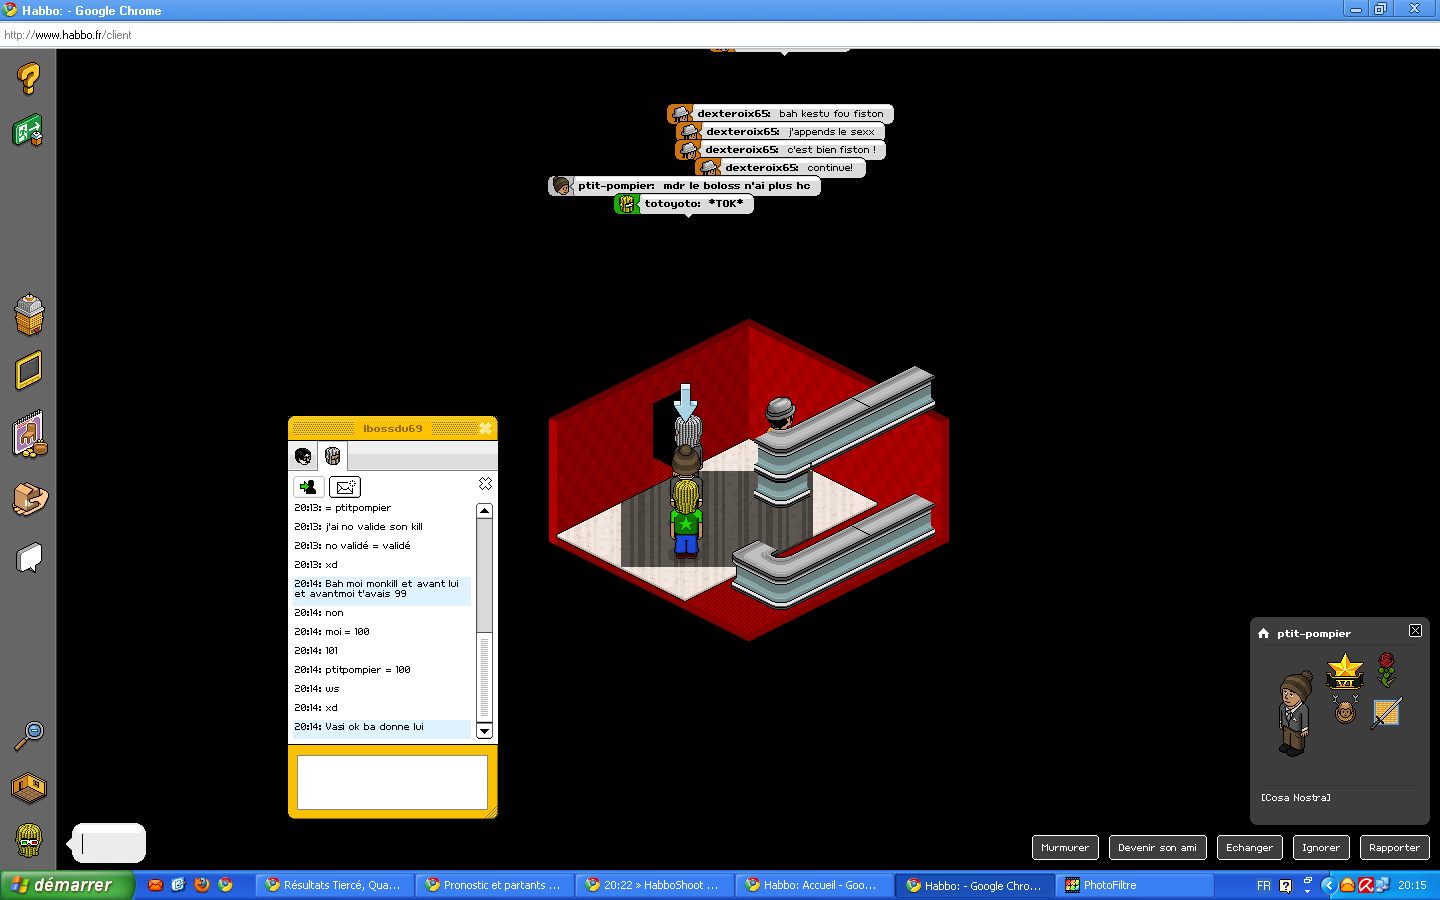 Habbo: - Google Chrome
http://www.habbo.fr/client
dexteroix65: bah kestu fou fiston
dexteroix65: j'appends le sexx
dexteroix65: c'est bien fiston !
dexteroix65: continue!
ptit-pompier: mdr le boloss n'ai plus hc
totoyoto: *TOK*
lbossdu69
20:13: = ptitpompier
20:13: j'ai no valide son kill
20:13: no validé = validé
20:13: xd
20:14: Bah moi monkill et avant lui
et avantmoi t'avais 99
20:14: non
20:14: moi = 100
20:14: 101
20:14: ptitpompier = 100
20:14: ws
20:14: xd
20:14: Vasi ok ba donne lui
ptit-pompier
[Cosa Nostra]
Murmurer
Devenir son ami
Echanger
Ignorer
Rapporter
démarrer
Résultats Tiercé, Qua...
Pronostic et partants ...
20:22 » HabboShoot ...
Habbo: Accueil - Goo...
Habbo: - Google Chro...
PhotoFiltre
FR
20:15